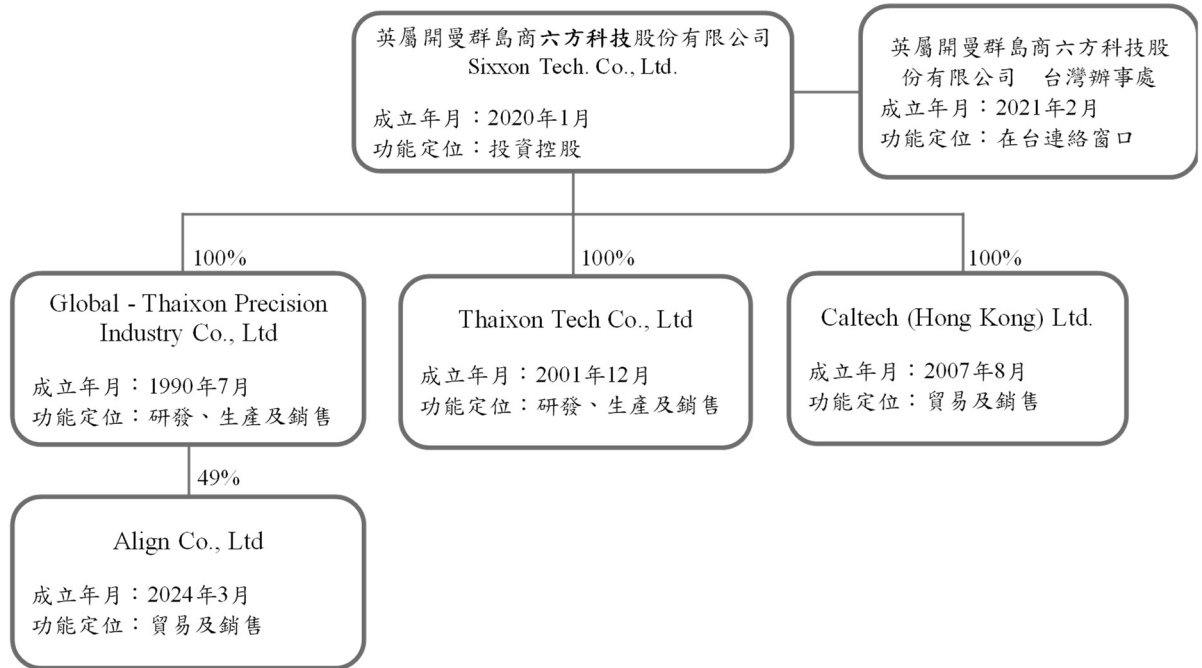 英屬開曼群島商六方科技股份有限公司
Sixxon Tech. Co., Ltd.
成立年月：2020年1月
功能定位：投資控股
英屬開曼群島商六方科技股
份有限公司　台灣辦事處
成立年月：2021年2月
功能定位：在台連絡窗口
100%
Global - Thaixon Precision
Industry Co., Ltd
成立年月：1990年7月
功能定位：研發、生產及銷售
100%
Thaixon Tech Co., Ltd
成立年月：2001年12月
功能定位：研發、生產及銷售
100%
Caltech (Hong Kong) Ltd.
成立年月：2007年8月
功能定位：貿易及銷售
49%
Align Co., Ltd
成立年月：2024年3月
功能定位：貿易及銷售